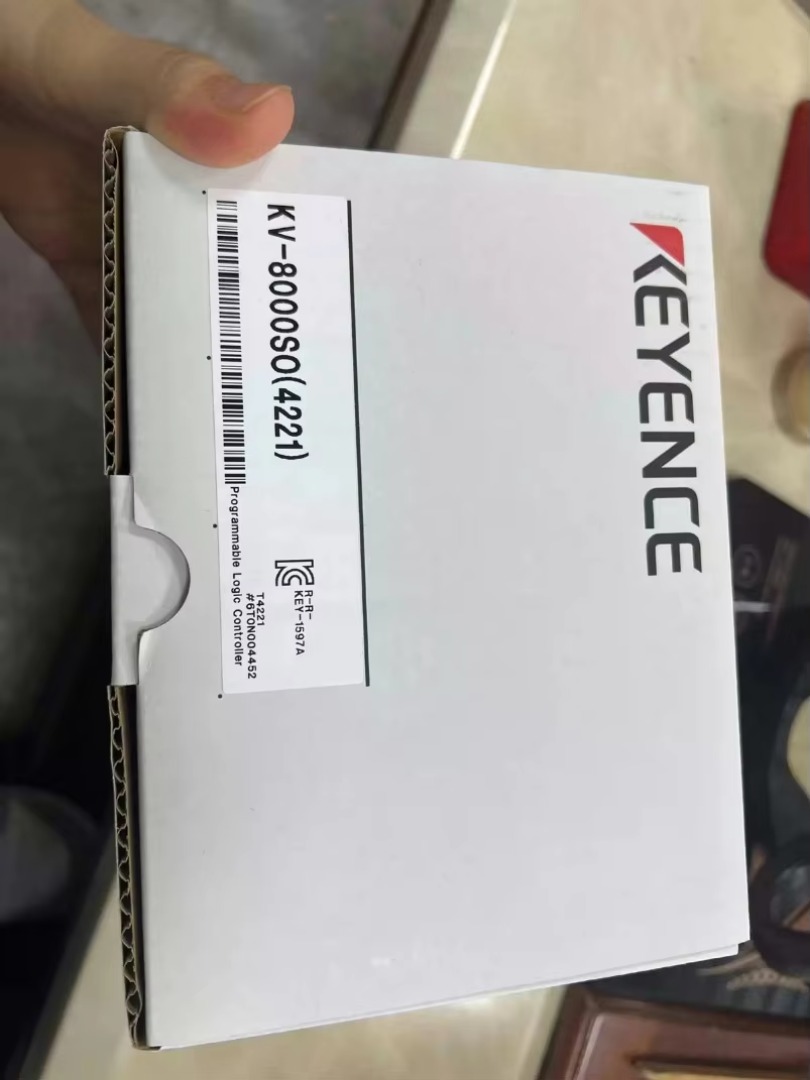 KEYENCE
KV-8000SO(4221)
R-R-
KEY-1597A
T4221
#6T0N004452
Programmable Logic Controller